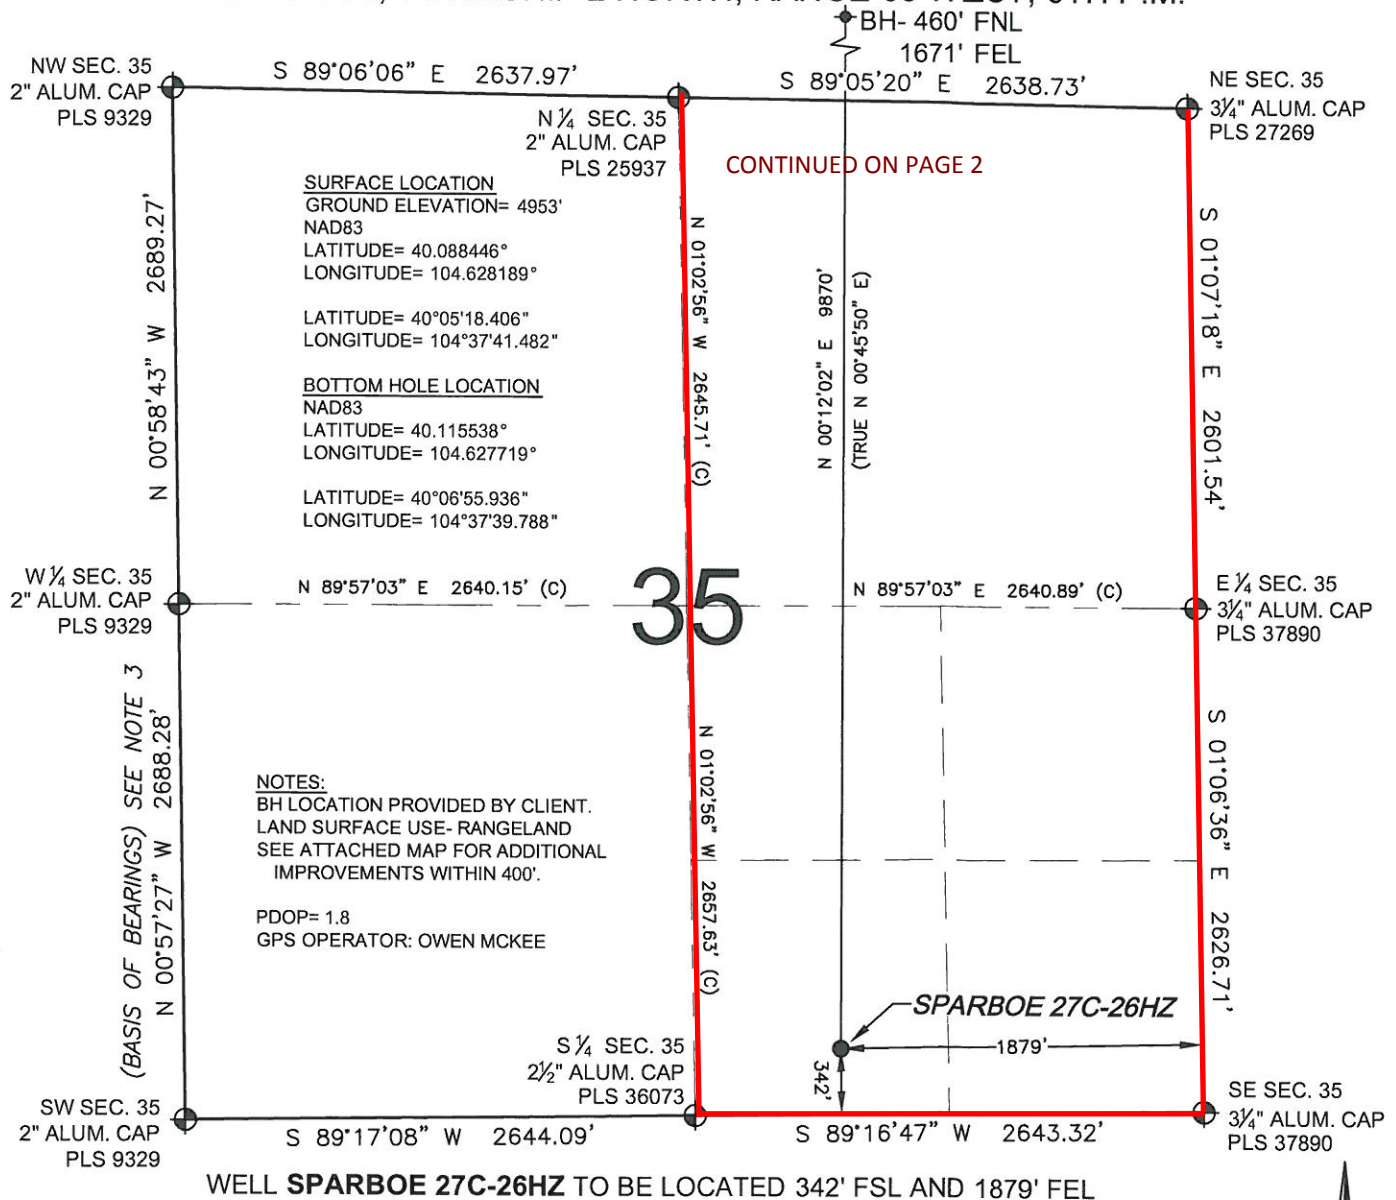 BH- 460' FNL
1671' FEL
NW SEC. 35
2" ALUM. CAP
PLS 9329
S 89°06'06" E 2637.97'
S 89°05'20" E 2638.73'
NE SEC. 35
3¼" ALUM. CAP
PLS 27269
N ¼ SEC. 35
2" ALUM. CAP
PLS 25937
CONTINUED ON PAGE 2
SURFACE LOCATION
GROUND ELEVATION= 4953'
NAD83
LATITUDE= 40.088446°
LONGITUDE= 104.628189°
LATITUDE= 40°05'18.406"
LONGITUDE= 104°37'41.482"
BOTTOM HOLE LOCATION
NAD83
LATITUDE= 40.115538°
LONGITUDE= 104.627719°
LATITUDE= 40°06'55.936"
LONGITUDE= 104°37'39.788"
N 00°58'43" W 2689.27'
N 01°02'56" W 2645.71' (C)
N 00°12'02" E 9870'
(TRUE N 00°45'50" E)
S 01°07'18" E 2601.54'
W ¼ SEC. 35
2" ALUM. CAP
PLS 9329
N 89°57'03" E 2640.15' (C)
35
N 89°57'03" E 2640.89' (C)
E ¼ SEC. 35
3¼" ALUM. CAP
PLS 37890
(BASIS OF BEARINGS) SEE NOTE 3
N 00°57'27" W 2688.28'
NOTES:
BH LOCATION PROVIDED BY CLIENT.
LAND SURFACE USE- RANGELAND
SEE ATTACHED MAP FOR ADDITIONAL
IMPROVEMENTS WITHIN 400'.
PDOP= 1.8
GPS OPERATOR: OWEN MCKEE
N 01°02'56" W 2657.63' (C)
S 01°06'36" E 2626.71'
SPARBOE 27C-26HZ
1879'
342'
S ¼ SEC. 35
2½" ALUM. CAP
PLS 36073
SW SEC. 35
2" ALUM. CAP
PLS 9329
S 89°17'08" W 2644.09'
S 89°16'47" W 2643.32'
SE SEC. 35
3¼" ALUM. CAP
PLS 37890
WELL SPARBOE 27C-26HZ TO BE LOCATED 342' FSL AND 1879' FEL